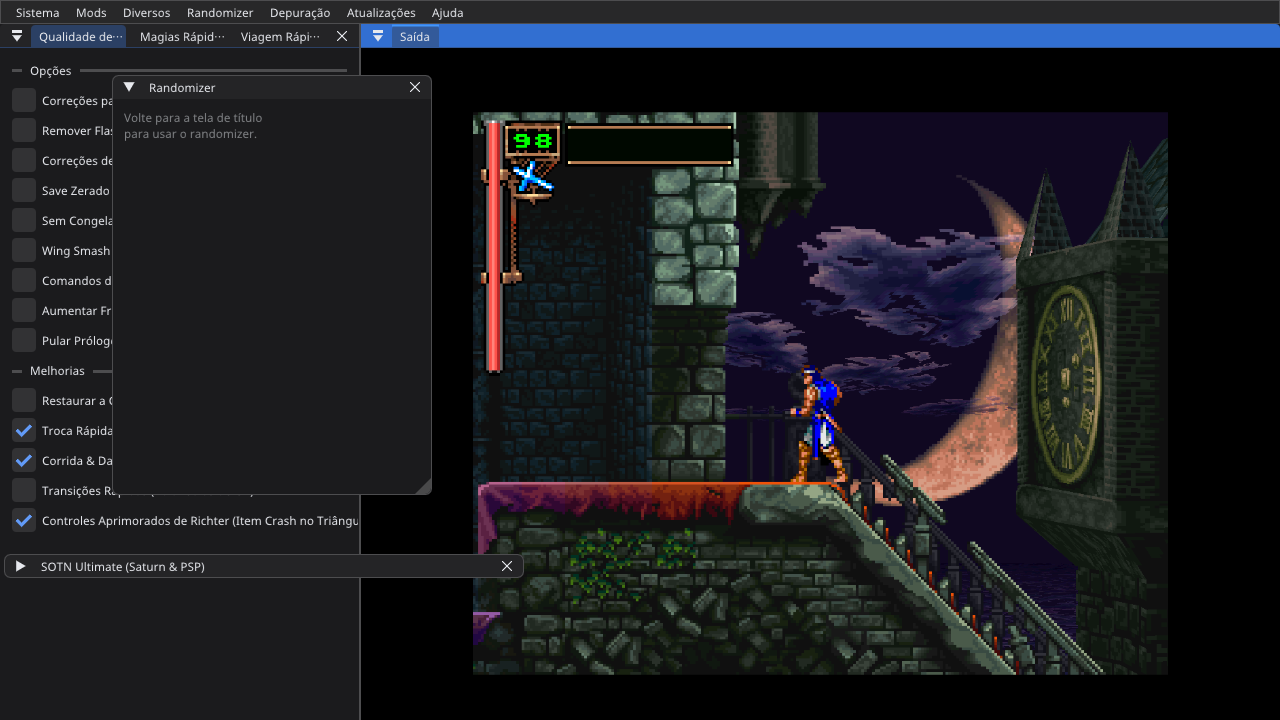 Sistema Mods Diversos Randomizer Depuração Atualizações Ajuda
Qualidade de··· Magias Rápid··· Viagem Rápi··· Saída
Opções
Randomizer
Volte para a tela de título
para usar o randomizer.
Correções pa
Remover Flas
Correções de
Save Zerado
Sem Congela
Wing Smash
Comandos d
Aumentar Fr
Pular Prólogo
Melhorias
Restaurar a
Troca Rápida
Corrida & Da
Transições
Controles Aprimorados de Richter (Item Crash no Triângu
SOTN Ultimate (Saturn & PSP)
98